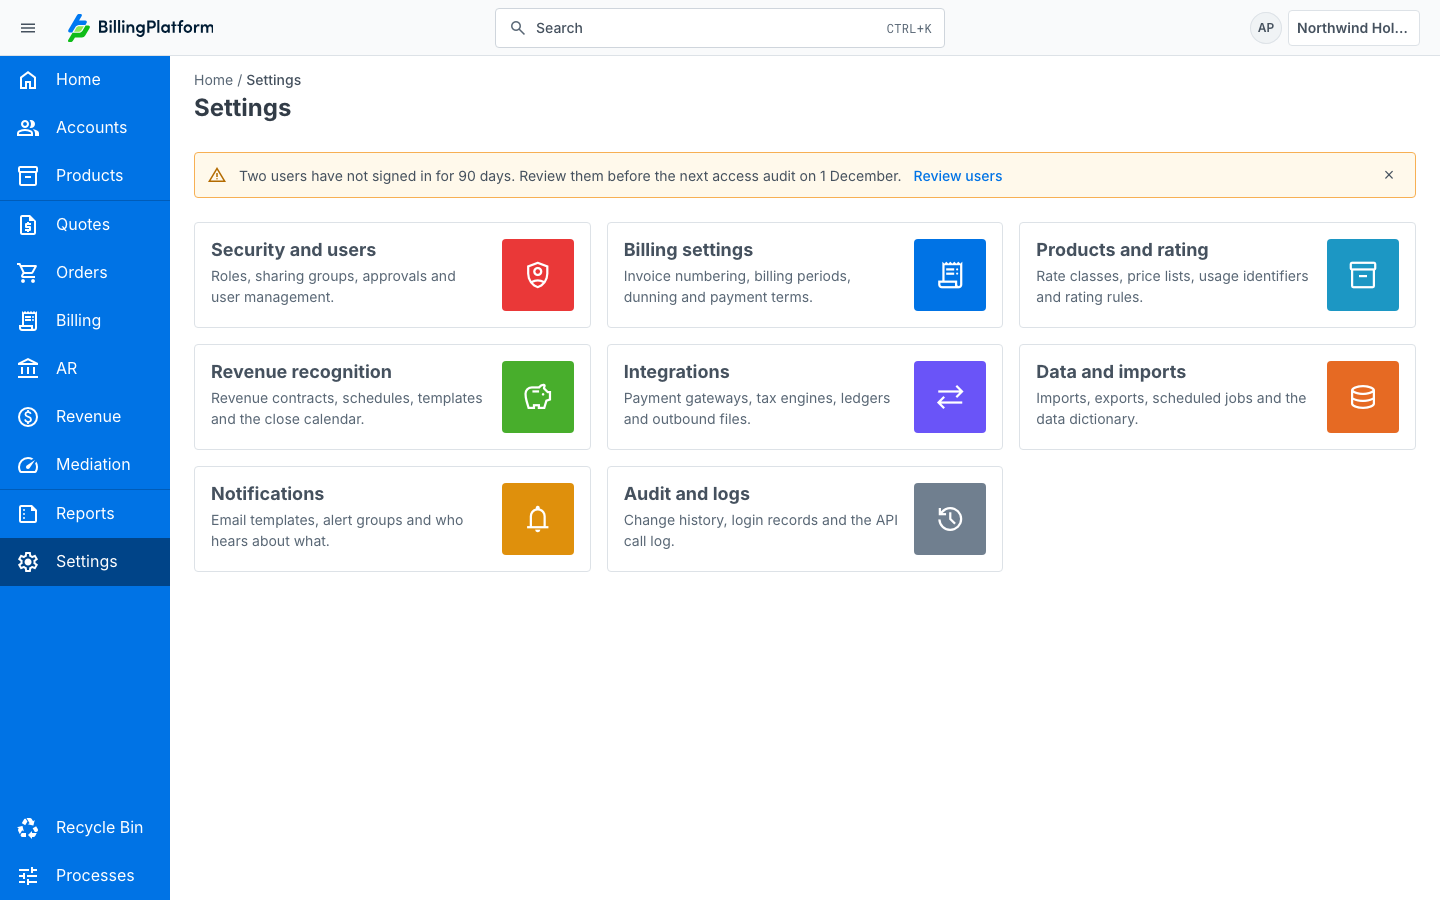 BillingPlatform
Search
CTRL+K
AP
Northwind Hol...
Home
Accounts
Products
Quotes
Orders
Billing
AR
Revenue
Mediation
Reports
Settings
Recycle Bin
Processes
Home / Settings
Settings
Two users have not signed in for 90 days. Review them before the next access audit on 1 December. Review users
Security and users
Roles, sharing groups, approvals and
user management.
Billing settings
Invoice numbering, billing periods,
dunning and payment terms.
Products and rating
Rate classes, price lists, usage identifiers
and rating rules.
Revenue recognition
Revenue contracts, schedules, templates
and the close calendar.
Integrations
Payment gateways, tax engines, ledgers
and outbound files.
Data and imports
Imports, exports, scheduled jobs and the
data dictionary.
Notifications
Email templates, alert groups and who
hears about what.
Audit and logs
Change history, login records and the API
call log.